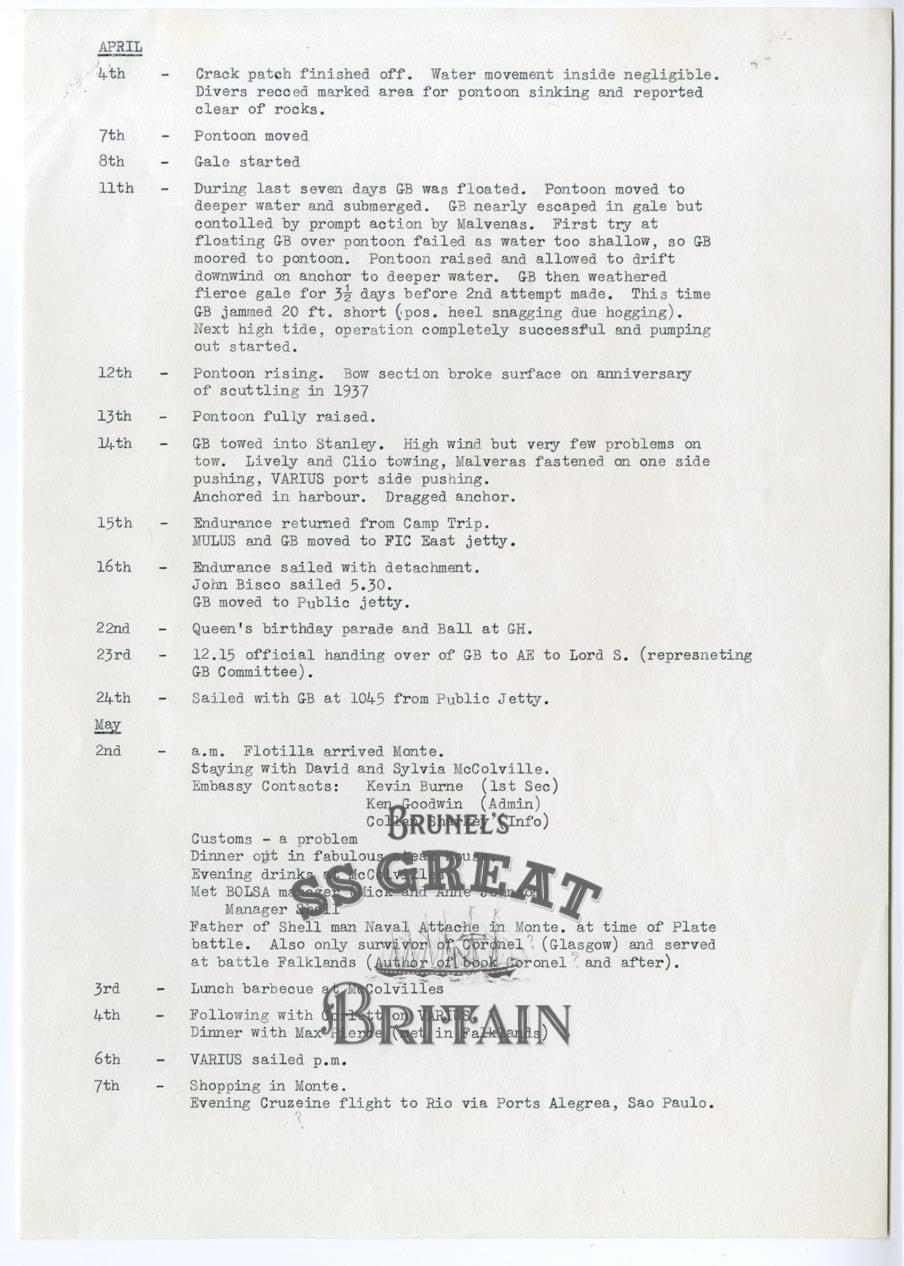 APRIL
4th - Crack patch finished off. Water movement inside negligible.
Divers recced marked area for pontoon sinking and reported
clear of rocks.
7th - Pontoon moved
8th - Gale started
11th - During last seven days GB was floated. Pontoon moved to
deeper water and submerged. GB nearly escaped in gale but
contolled by prompt action by Malvenas. First try at
floating GB over pontoon failed as water too shallow, so GB
moored to pontoon. Pontoon raised and allowed to drift
downwind on anchor to deeper water. GB then weathered
fierce gale for 3½ days before 2nd attempt made. This time
GB jammed 20 ft. short (pos. heel snagging due hogging).
Next high tide, operation completely successful and pumping
out started.
12th - Pontoon rising. Bow section broke surface on anniversary
of scuttling in 1937
13th - Pontoon fully raised.
14th - GB towed into Stanley. High wind but very few problems on
tow. Lively and Clio towing, Malveras fastened on one side
pushing, VARIUS port side pushing.
Anchored in harbour. Dragged anchor.
15th - Endurance returned from Camp Trip.
MULUS and GB moved to FIC East jetty.
16th - Endurance sailed with detachment.
John Bisco sailed 5.30.
GB moved to Public jetty.
22nd - Queen's birthday parade and Ball at GH.
23rd - 12.15 official handing over of GB to AE to Lord S. (represneting
GB Committee).
24th - Sailed with GB at 1045 from Public Jetty.
May
2nd - a.m. Flotilla arrived Monte.
Staying with David and Sylvia McColville.
Embassy Contacts: Kevin Burne (1st Sec)
Ken Goodwin (Admin)
(Info)
Customs - a problem
Dinner out in fabulous
Evening drinks at McColvilles
Met BOLSA manager Mick and Anne
Manager Shell
Father of Shell man Naval Attache in Monte. at time of Plate
battle. Also only survivor of Coronel ? (Glasgow) and served
at battle Falklands (Author of book Coronel ? and after).
3rd - Lunch barbecue at McColvilles
4th - Following with Corlett on VARIUS.
Dinner with Max Pierce (met in Falklands)
6th - VARIUS sailed p.m.
7th - Shopping in Monte.
Evening Cruzeine flight to Rio via Ports Alegrea, Sao Paulo.
?
BRUNEL'S
SS GREAT
BRITAIN